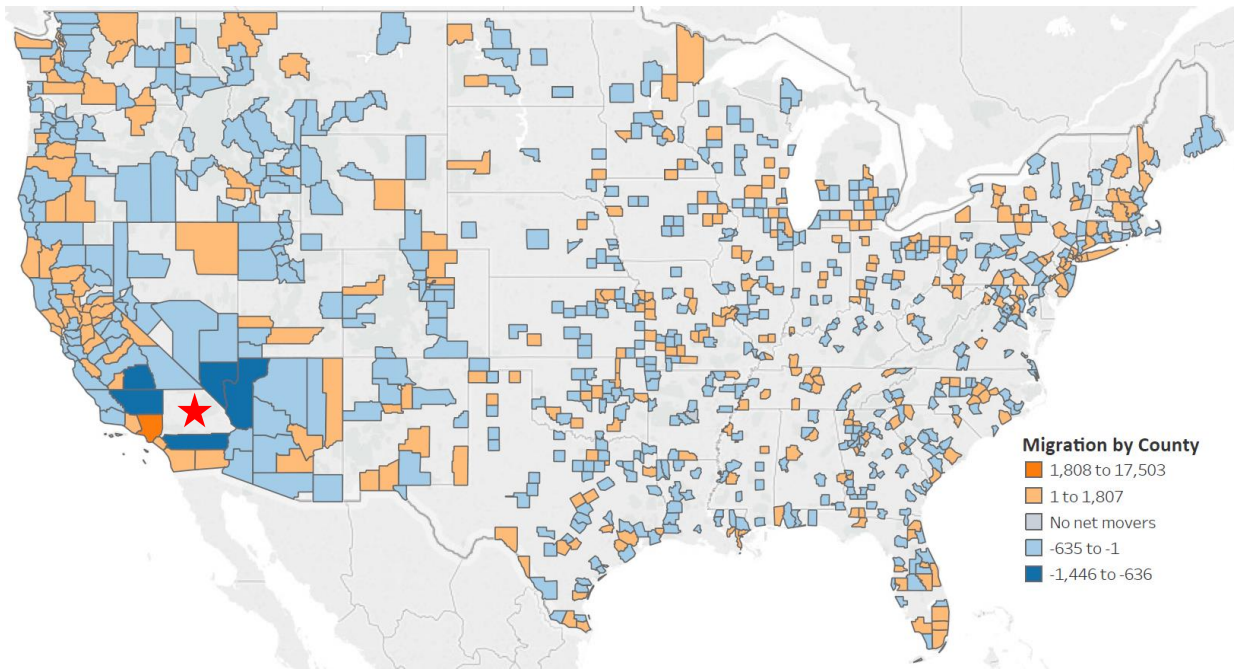 Migration by County
1,808 to 17,503
1 to 1,807
No net movers
-635 to -1
-1,446 to -636